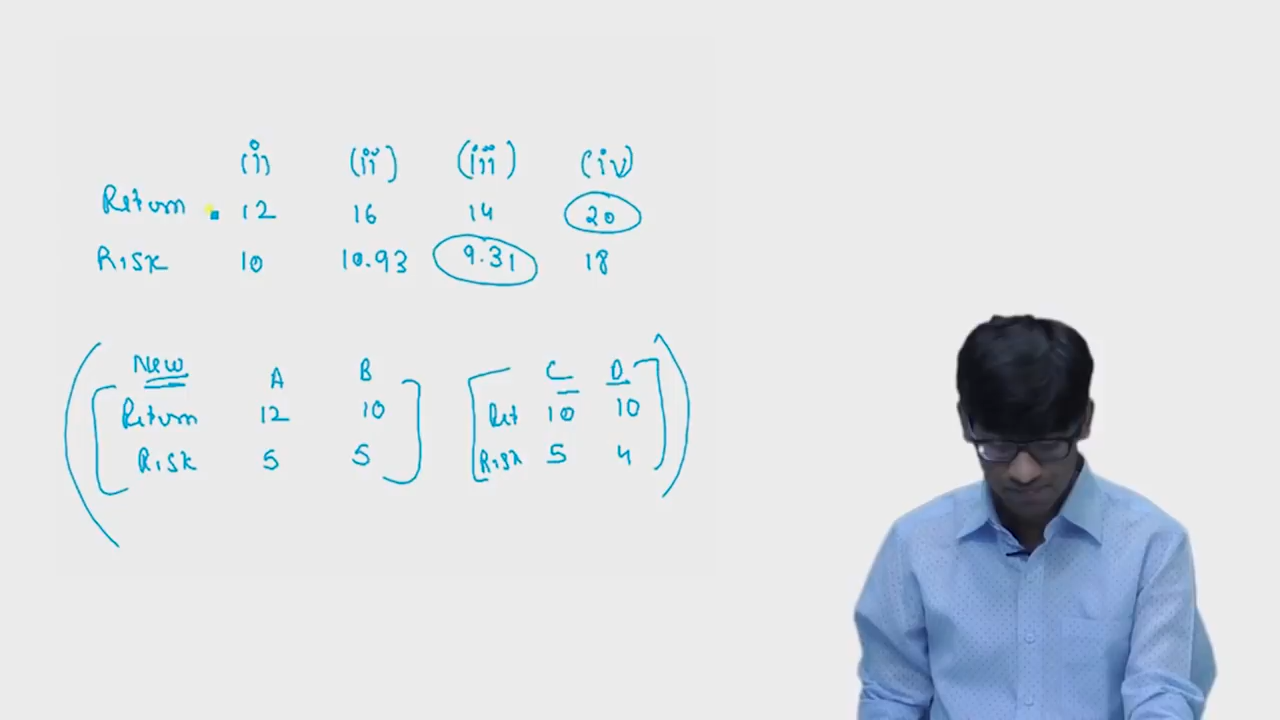 (i) (ii) (iii) (iv)
Return 12 16 14 20
Risk 10 10.93 9.31 18
New A B C D
Return 12 10 Ret 10 10
Risk 5 5 Risk 5 4